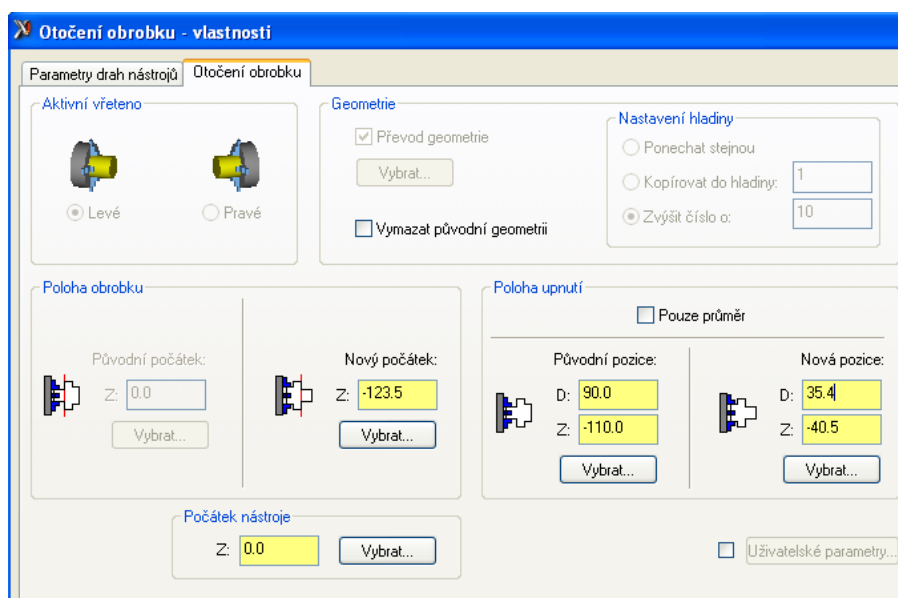 Otočení obrobku - vlastnosti
Parametry drah nástrojů
Otočení obrobku
Aktivní vřeteno
Levé
Pravé
Geometrie
Převod geometrie
Vybrat...
Vymazat původní geometrii
Nastavení hladiny
Ponechat stejnou
Kopírovat do hladiny: 1
Zvýšit číslo o: 10
Poloha obrobku
Původní počátek:
Z: 0.0
Vybrat...
Nový počátek:
Z: -123.5
Vybrat...
Poloha upnutí
Pouze průměr
Původní pozice:
D: 90.0
Z: -110.0
Vybrat...
Nová pozice:
D: 35.4
Z: -40.5
Vybrat...
Počátek nástroje
Z: 0.0 Vybrat...
Uživatelské parametry...